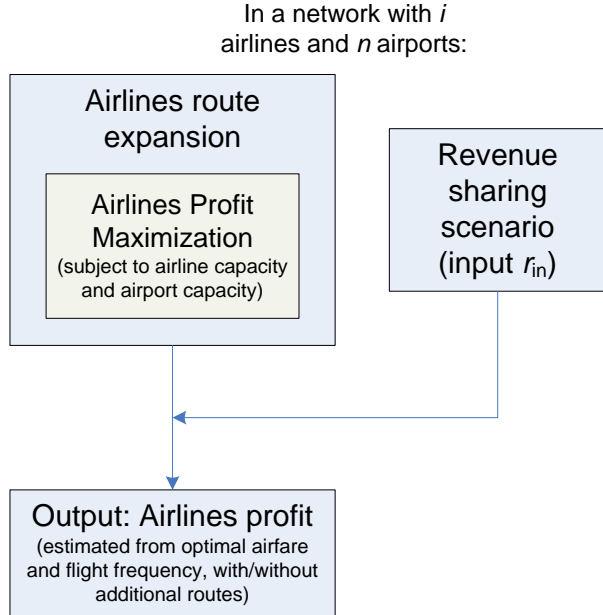 In a network with i
airlines and n airports:
Airlines route
expansion
Airlines Profit
Maximization
(subject to airline capacity
and airport capacity)
Revenue
sharing
scenario
(input rin)
Output: Airlines profit
(estimated from optimal airfare
and flight frequency, with/without
additional routes)